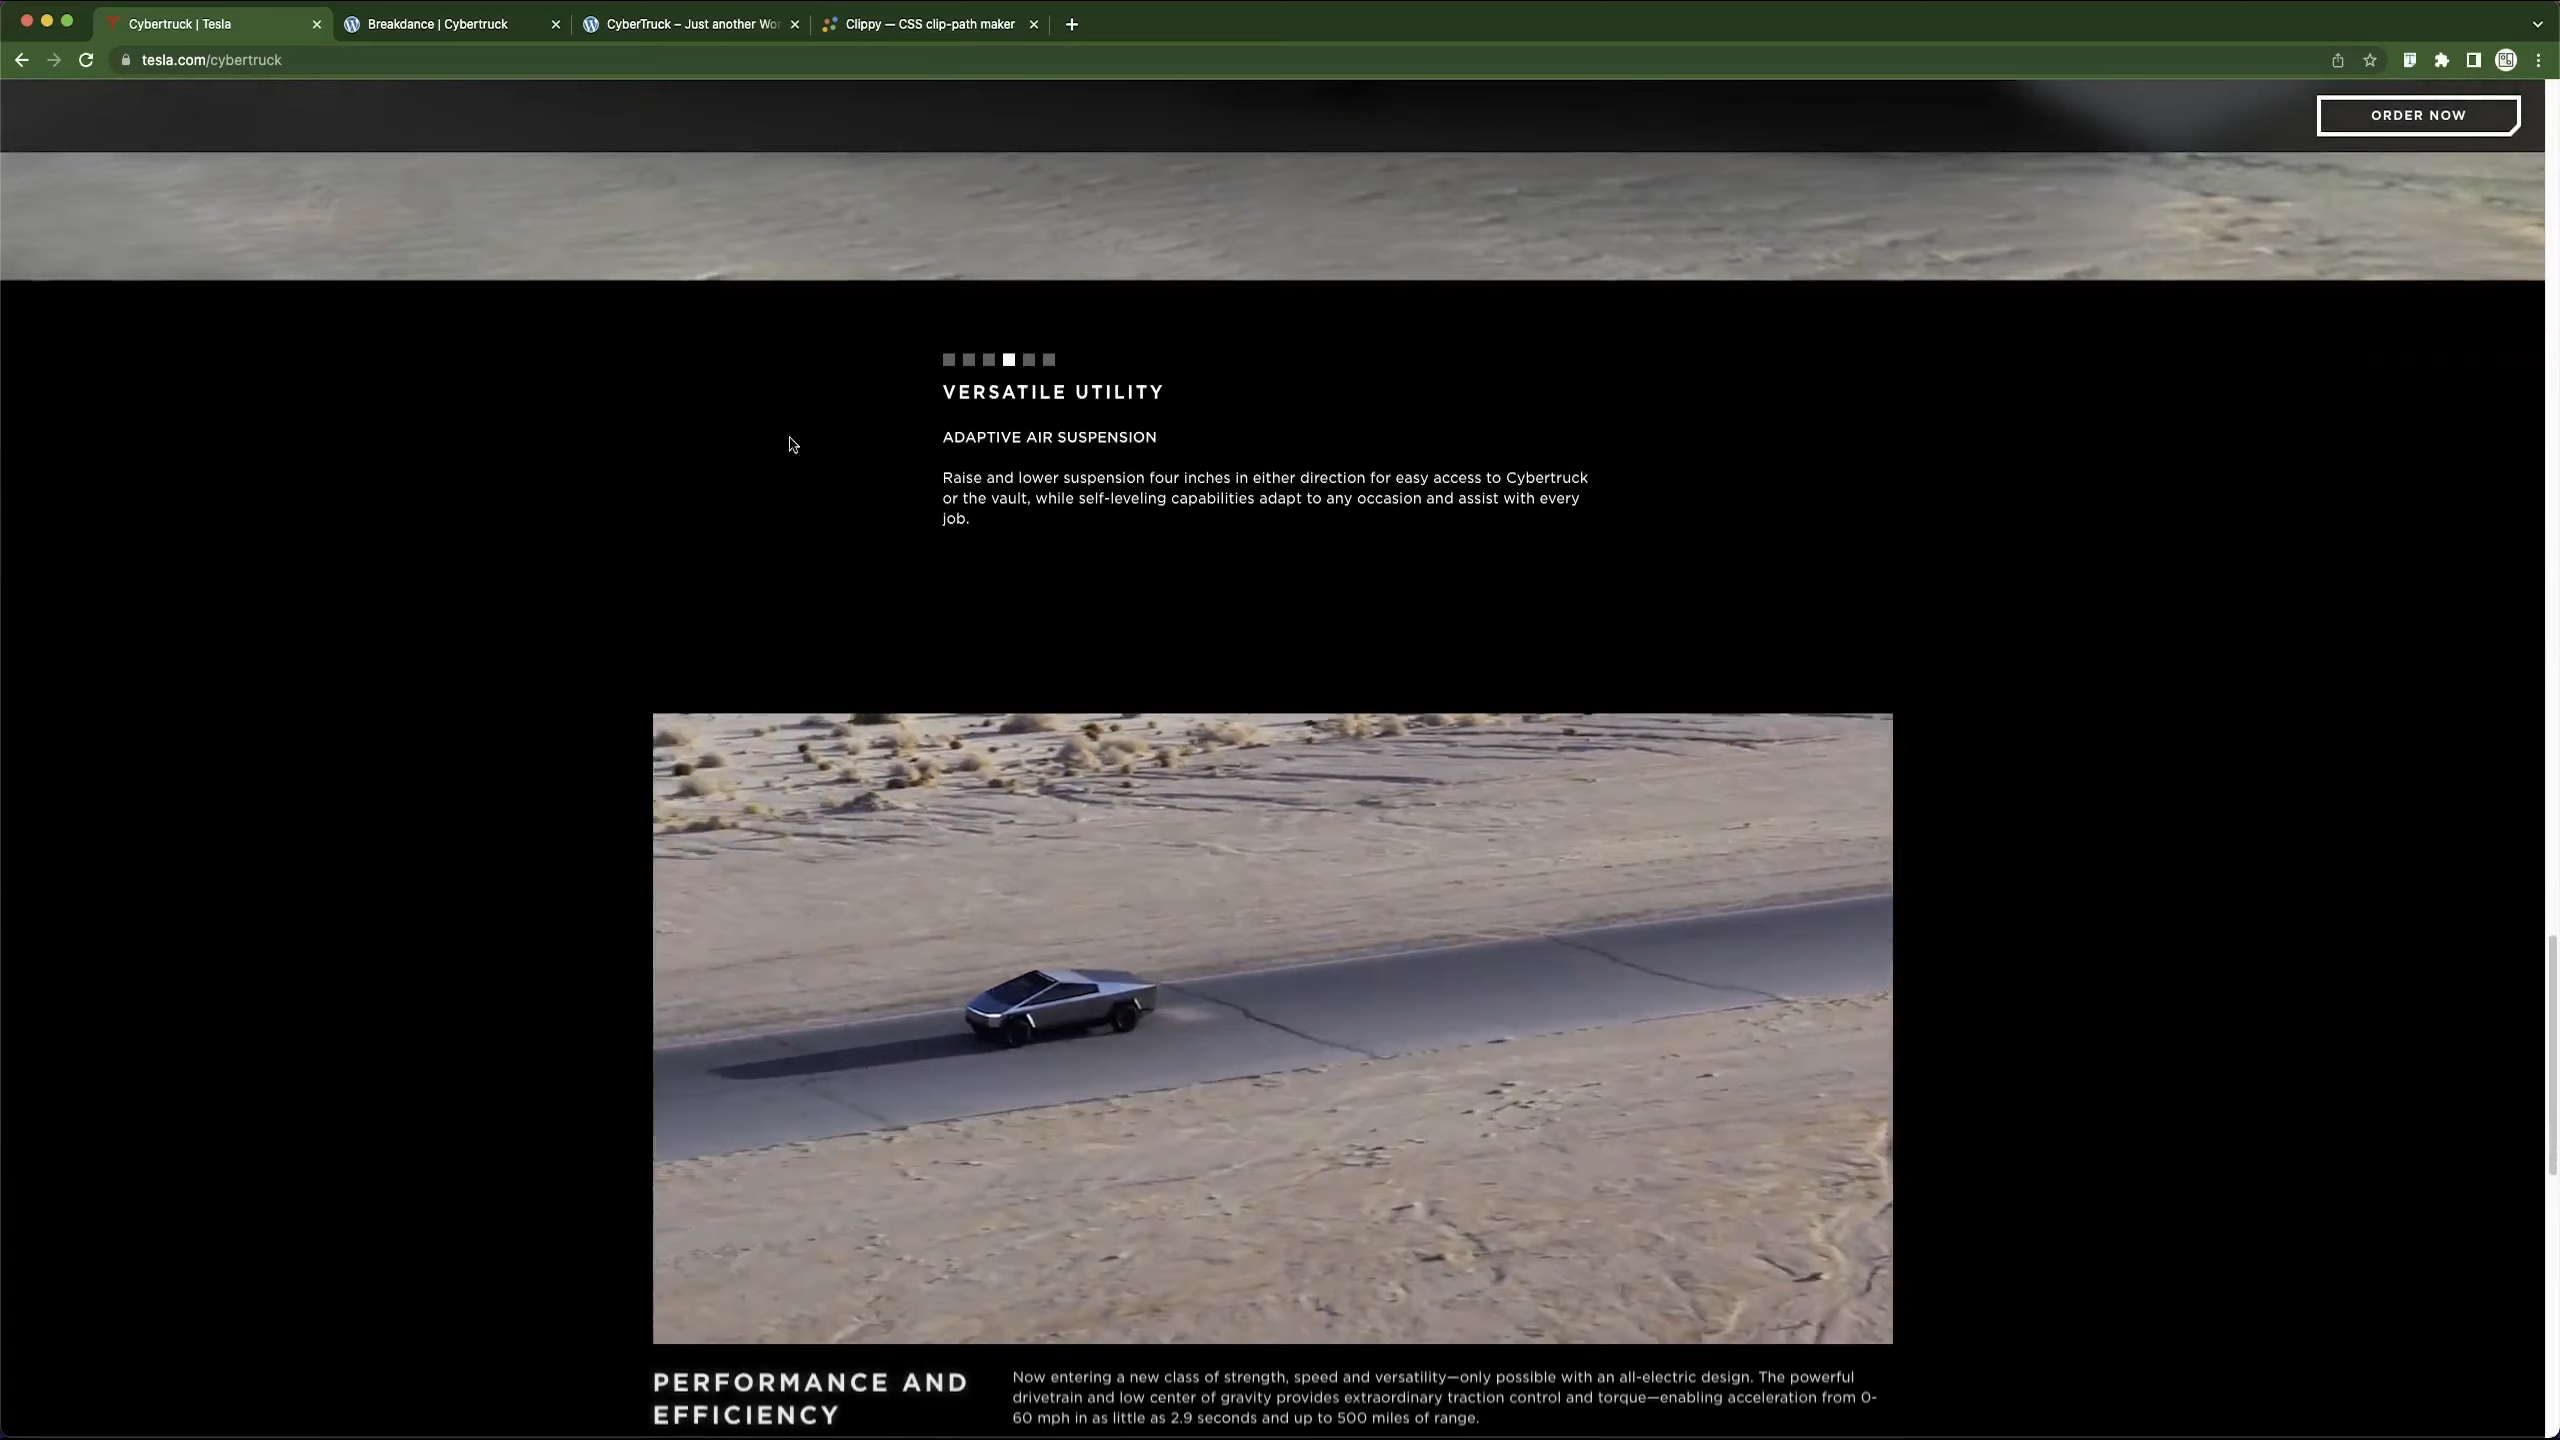 Cybertruck | Tesla
Breakdance | Cybertruck
CyberTruck – Just another Wor
Clippy — CSS clip-path maker
tesla.com/cybertruck
ORDER NOW
VERSATILE UTILITY
ADAPTIVE AIR SUSPENSION
Raise and lower suspension four inches in either direction for easy access to Cybertruck
or the vault, while self-leveling capabilities adapt to any occasion and assist with every
job.
PERFORMANCE AND
EFFICIENCY
Now entering a new class of strength, speed and versatility—only possible with an all-electric design. The powerful
drivetrain and low center of gravity provides extraordinary traction control and torque—enabling acceleration from 0-
60 mph in as little as 2.9 seconds and up to 500 miles of range.